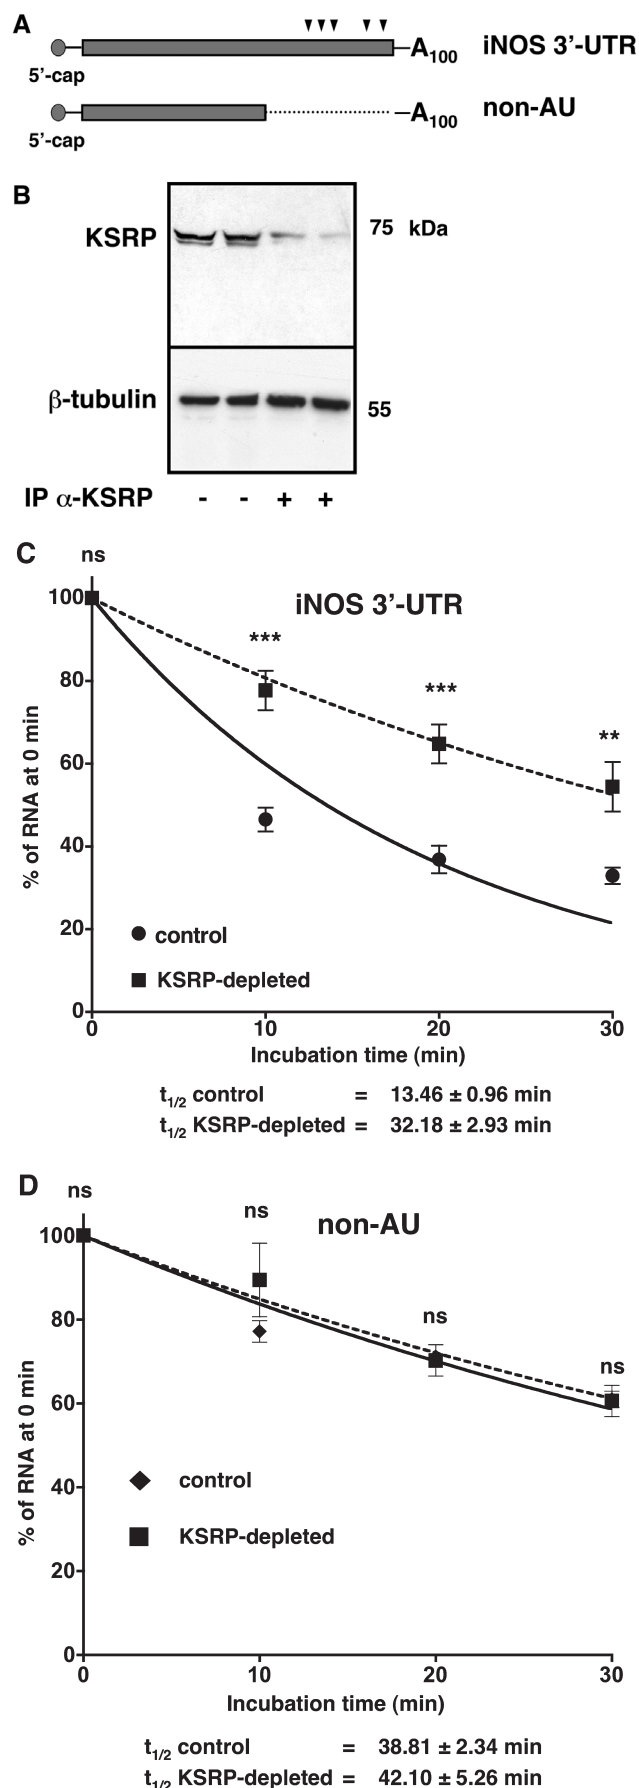 A
A100 iNOS 3’-UTR
5’-cap
A100 non-AU
5’-cap
B
KSRP 75 kDa
β-tubulin 55
IP α-KSRP - - + +
C
ns
100 iNOS 3’-UTR
***
80 ***
**
60
40
20
control
KSRP-depleted
0
0 10 20 30
% of RNA at 0 min
Incubation time (min)
t1/2 control = 13.46 ± 0.96 min
t1/2 KSRP-depleted = 32.18 ± 2.93 min
D
ns
ns
100 non-AU
80 ns
ns
60
40
control
KSRP-depleted
20
0
0 10 20 30
% of RNA at 0 min
Incubation time (min)
t1/2 control = 38.81 ± 2.34 min
t1/2 KSRP-depleted = 42.10 ± 5.26 min